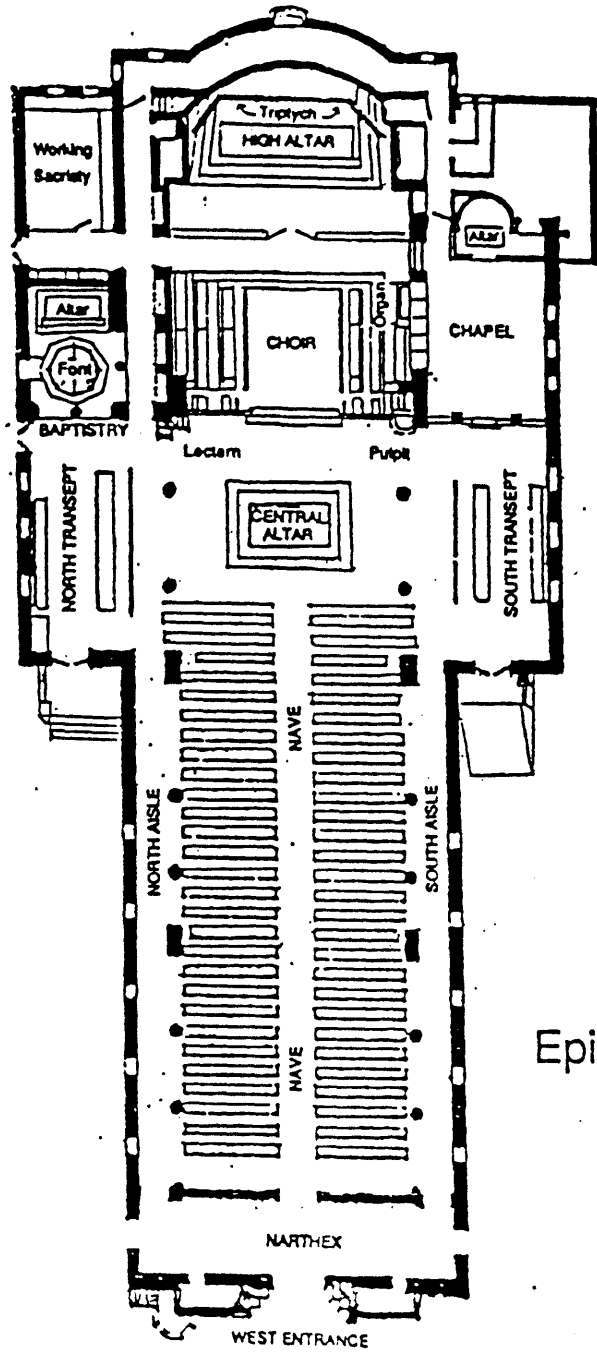 Triptych
HIGH ALTAR
Working
Sacristy
Altar
Altar
Font
Organ
CHOIR
CHAPEL
BAPTISTRY
Lectern
Pulpit
NORTH TRANSEPT
CENTRAL
ALTAR
SOUTH TRANSEPT
NAVE
NORTH AISLE
SOUTH AISLE
NAVE
Epi
NARTHEX
WEST ENTRANCE